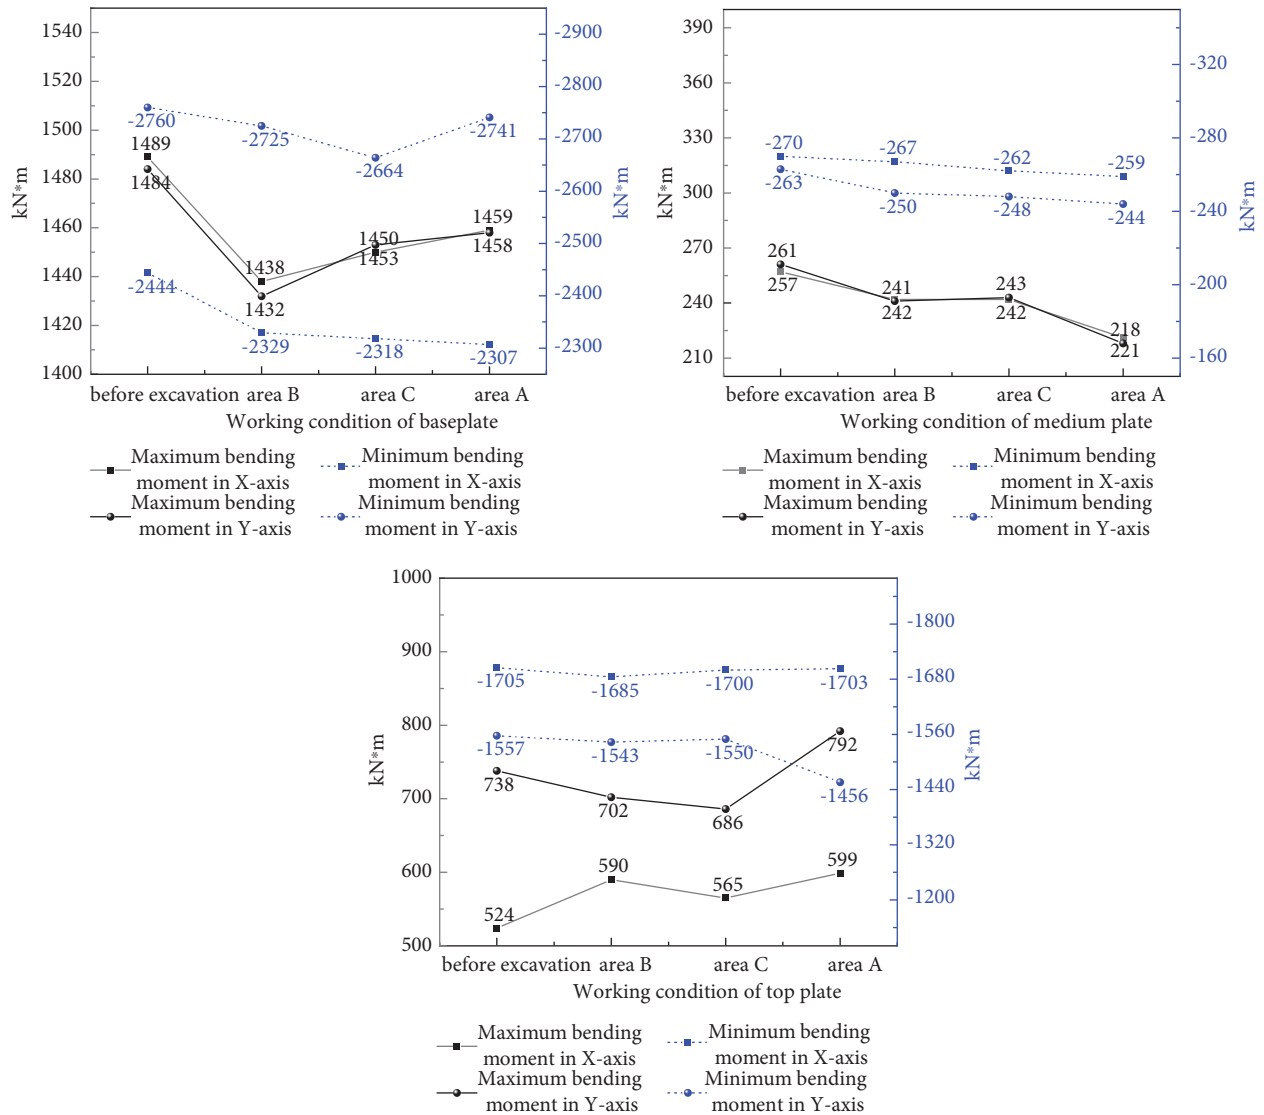 1540
1520
1500
1480
1460
1440
1420
1400
kN*m
-2900
-2800
-2700
-2600
-2500
-2400
-2300
kN*m
-2760
-2725
-2664
-2741
1489
1484
1438
1432
1450
1453
1459
1458
-2444
-2329
-2318
-2307
before excavation area B area C area A
Working condition of baseplate
Maximum bending
moment in X-axis
Minimum bending
moment in X-axis
Maximum bending
moment in Y-axis
Minimum bending
moment in Y-axis
390
360
330
300
270
240
210
kN*m
-320
-280
-240
-200
-160
kN*m
-270
-267
-262
-259
-263
-250
-248
-244
261
257
241
242
243
242
218
221
before excavation area B area C area A
Working condition of medium plate
Maximum bending
moment in X-axis
Minimum bending
moment in X-axis
Maximum bending
moment in Y-axis
Minimum bending
moment in Y-axis
1000
900
800
700
600
500
kN*m
-1800
-1680
-1560
-1440
-1320
-1200
kN*m
-1705
-1685
-1700
-1703
-1557
-1543
-1550
-1456
738
702
686
792
524
590
565
599
before excavation area B area C area A
Working condition of top plate
Maximum bending
moment in X-axis
Minimum bending
moment in X-axis
Maximum bending
moment in Y-axis
Minimum bending
moment in Y-axis